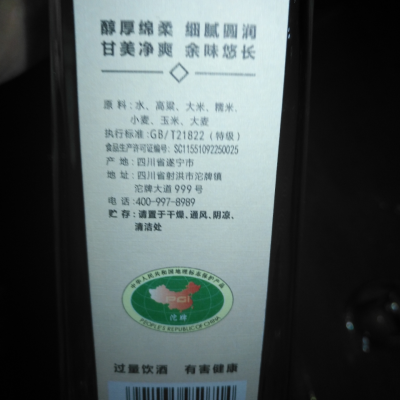 醇厚绵柔 细腻圆润
甘美净爽 余味悠长
原料:水、高粱、大米、糯米、
小麦、玉米、大麦
执行标准:GB/T21822(特级)
食品生产许可证编号:SC11551092250025
产地:四川省遂宁市
地址:四川省射洪市沱牌镇
沱牌大道999号
电话:400-997-8989
贮存:请置于干燥、通风、阴凉、
清洁处
中华人民共和国地理标志保护产品
PGI
沱牌
PEOPLE'S REPUBLIC OF CHINA
过量饮酒 有害健康